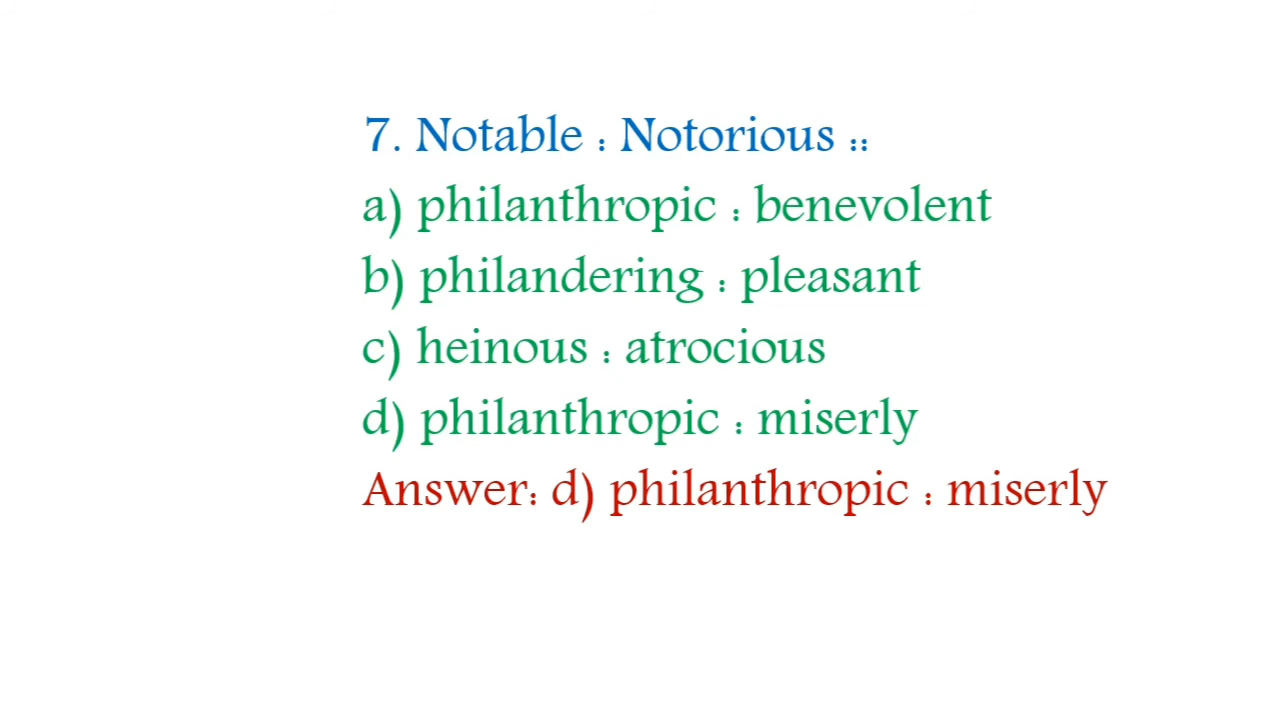 7. Notable : Notorious ::
a) philanthropic : benevolent
b) philandering : pleasant
c) heinous : atrocious
d) philanthropic : miserly
Answer: d) philanthropic : miserly